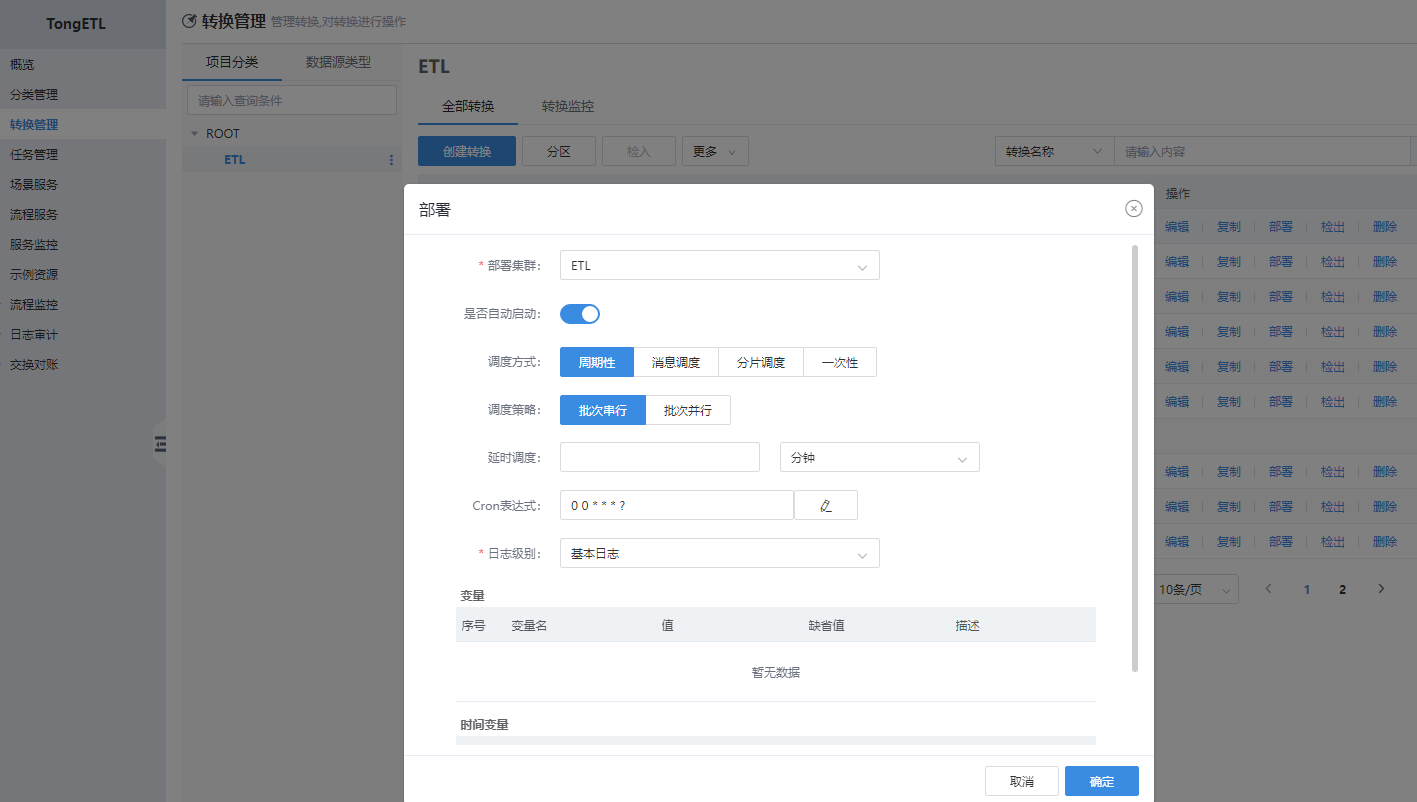 TongETL
概览
分类管理
转换管理
任务管理
场景服务
流程服务
服务监控
示例资源
流程监控
日志审计
交换对账
转换管理 管理转换,对转换进行操作
项目分类 数据源类型
请输入查询条件
ROOT
ETL
ETL
全部转换 转换监控
创建转换 分区 检入 更多 转换名称 请输入内容
操作
编辑 复制 部署 检出 删除
编辑 复制 部署 检出 删除
编辑 复制 部署 检出 删除
编辑 复制 部署 检出 删除
编辑 复制 部署 检出 删除
编辑 复制 部署 检出 删除
编辑 复制 部署 检出 删除
编辑 复制 部署 检出 删除
编辑 复制 部署 检出 删除
10条/页 1 2
部署
* 部署集群: ETL
是否自动启动:
调度方式: 周期性 消息调度 分片调度 一次性
调度策略: 批次串行 批次并行
延时调度: 分钟
Cron表达式: 0 0 * * * ?
* 日志级别: 基本日志
变量
序号 变量名 值 缺省值 描述
暂无数据
时间变量
取消 确定